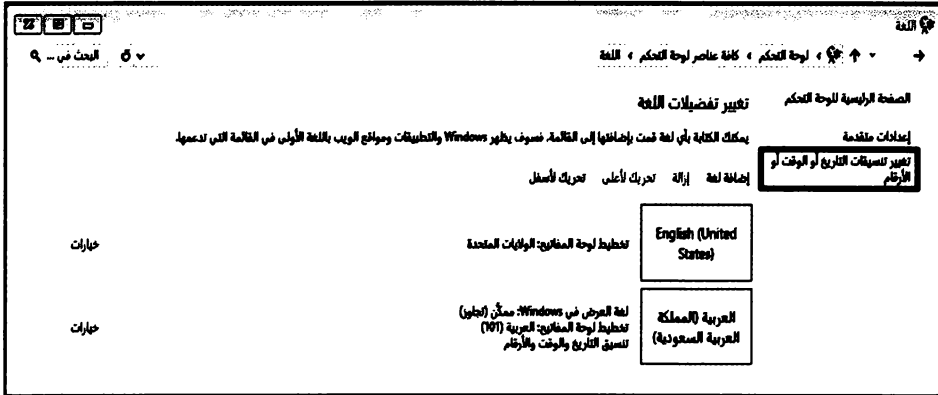 اللغة
لوحة التحكم › كافة عناصر لوحة التحكم › اللغة
البحث في ...
الصفحة الرئيسية للوحة التحكم
إعدادات متقدمة
تغيير تنسيقات التاريخ أو الوقت أو
الأرقام
تغيير تفضيلات اللغة
يمكنك الكتابة بأي لغة قمت بإضافتها إلى القائمة. فسوف يظهر Windows والتطبيقات ومواقع الويب باللغة الأولى في القائمة التي تدعمها.
إضافة لغة إزالة تحريك لأعلى تحريك لأسفل
English (United
States)
تخطيط لوحة المفاتيح: الولايات المتحدة
خيارات
العربية (المملكة
العربية السعودية)
لغة العرض في Windows: ممكَّن (تجاوز)
تخطيط لوحة المفاتيح: العربية (101)
تنسيق التاريخ والوقت والأرقام
خيارات